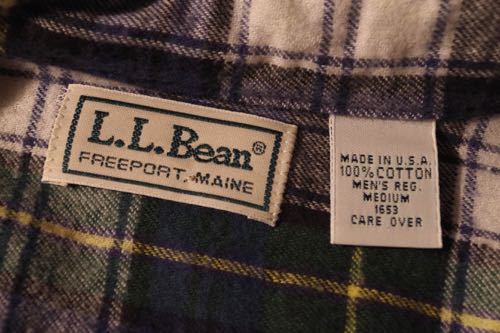 L.L.Bean®
FREEPORT, MAINE
MADE IN U.S.A.
100% COTTON
MEN'S REG.
MEDIUM
1653
CARE OVER